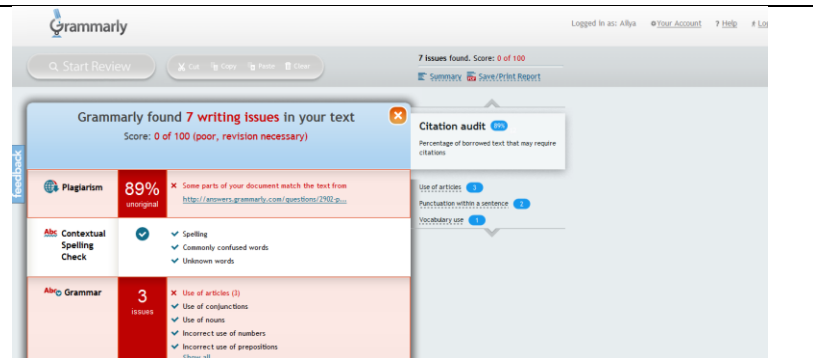 Grammarly
Logged in as: Allya Your Account ? Help
Start Review Cut Copy Paste Clear
7 issues found. Score: 0 of 100
Summary Save/Print Report
Grammarly found 7 writing issues in your text
Score: 0 of 100 (poor, revision necessary)
Citation audit 89%
Percentage of borrowed text that may require
citations
feedback
Plagiarism
89%
unoriginal
Some parts of your document match the text from
http://answers.grammarly.com/questions/2902-p...
Use of articles 3
Punctuation within a sentence 2
Vocabulary use 1
Abc Contextual
Spelling
Check
Spelling
Commonly confused words
Unknown words
Abc Grammar
3
issues
Use of articles (3)
Use of conjunctions
Use of nouns
Incorrect use of numbers
Incorrect use of prepositions
Show all